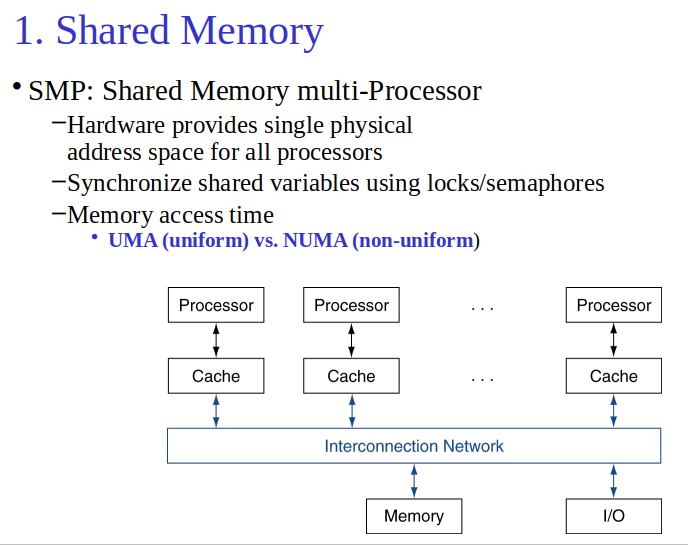 1. Shared Memory
• SMP: Shared Memory multi-Processor
–Hardware provides single physical
address space for all processors
–Synchronize shared variables using locks/semaphores
–Memory access time
• UMA (uniform) vs. NUMA (non-uniform)
Processor Processor . . . Processor
Cache Cache . . . Cache
Interconnection Network
Memory I/O